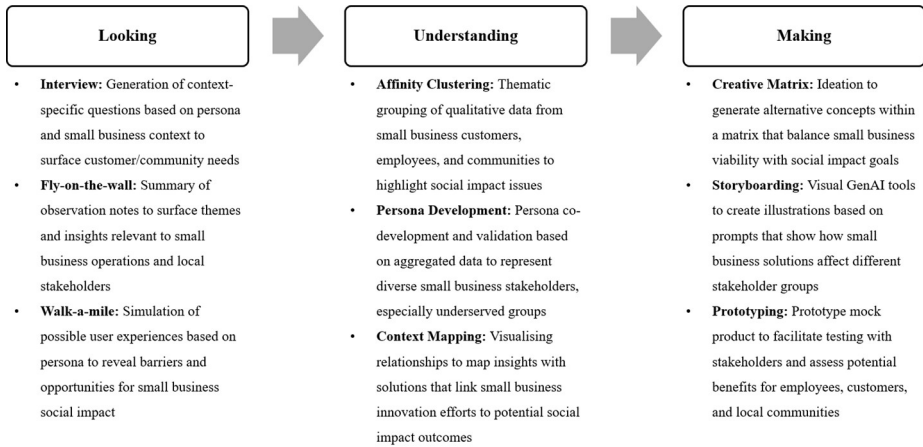 Looking
Understanding
Making
• Interview: Generation of context-
specific questions based on persona
and small business context to
surface customer/community needs
• Fly-on-the-wall: Summary of
observation notes to surface themes
and insights relevant to small
business operations and local
stakeholders
• Walk-a-mile: Simulation of
possible user experiences based on
persona to reveal barriers and
opportunities for small business
social impact
• Affinity Clustering: Thematic
grouping of qualitative data from
small business customers,
employees, and communities to
highlight social impact issues
• Persona Development: Persona co-
development and validation based
on aggregated data to represent
diverse small business stakeholders,
especially underserved groups
• Context Mapping: Visualising
relationships to map insights with
solutions that link small business
innovation efforts to potential social
impact outcomes
• Creative Matrix: Ideation to
generate alternative concepts within
a matrix that balance small business
viability with social impact goals
• Storyboarding: Visual GenAI tools
to create illustrations based on
prompts that show how small
business solutions affect different
stakeholder groups
• Prototyping: Prototype mock
product to facilitate testing with
stakeholders and assess potential
benefits for employees, customers,
and local communities